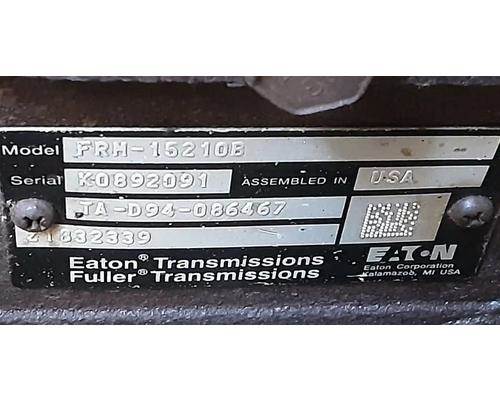 Model FRM-15210B
Serial K0892091 ASSEMBLED IN USA
TA-D94-086467
21832339
Eaton® Transmissions
Fuller® Transmissions
EATON
Eaton Corporation
Kalamazoo, MI USA